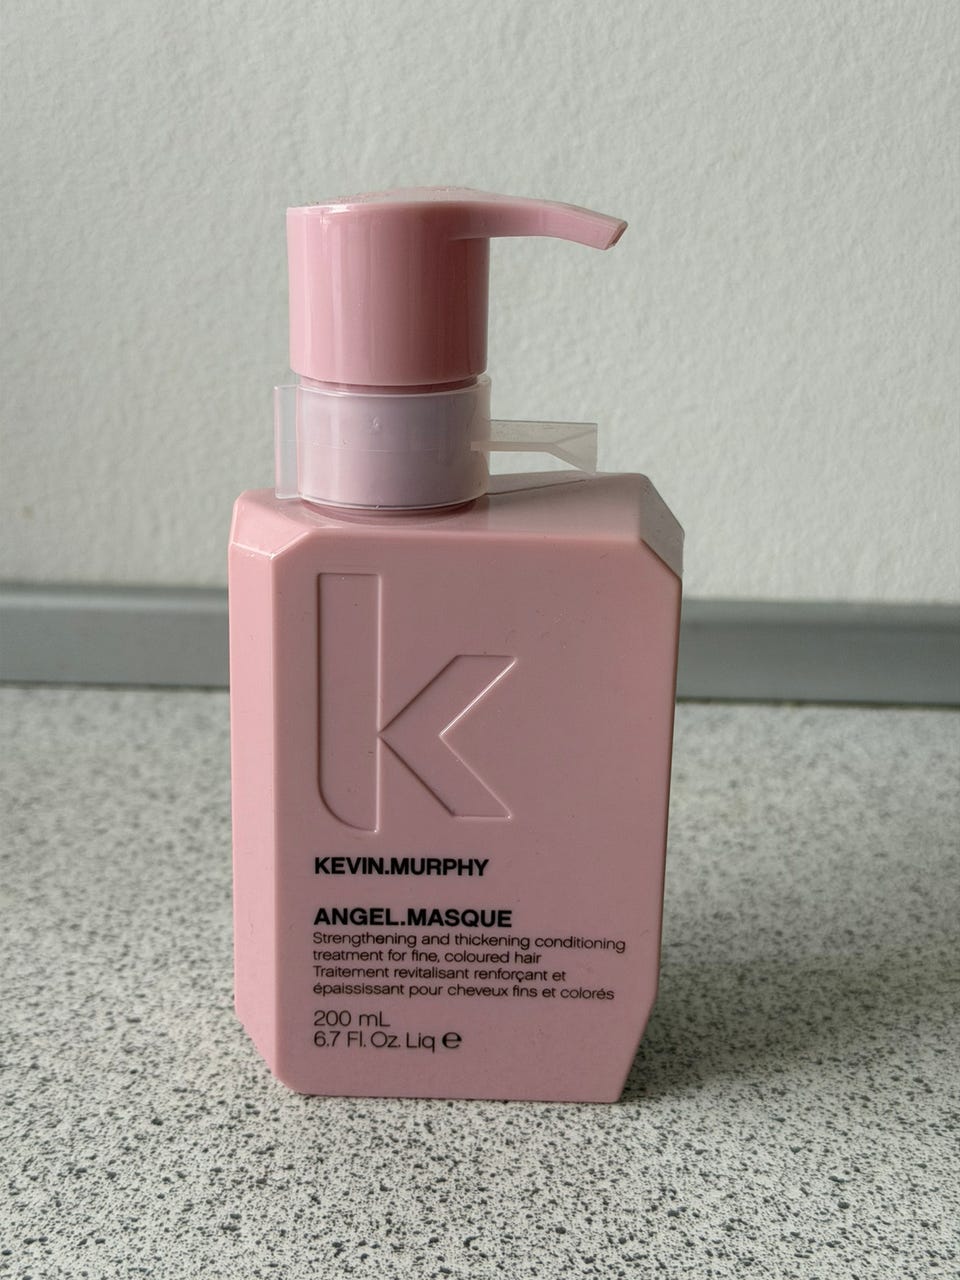 k
KEVIN.MURPHY
ANGEL.MASQUE
Strengthening and thickening conditioning
treatment for fine, coloured hair
Traitement revitalisant renforçant et
épaississant pour cheveux fins et colorés
200 mL
6.7 Fl. Oz. Liq ℮